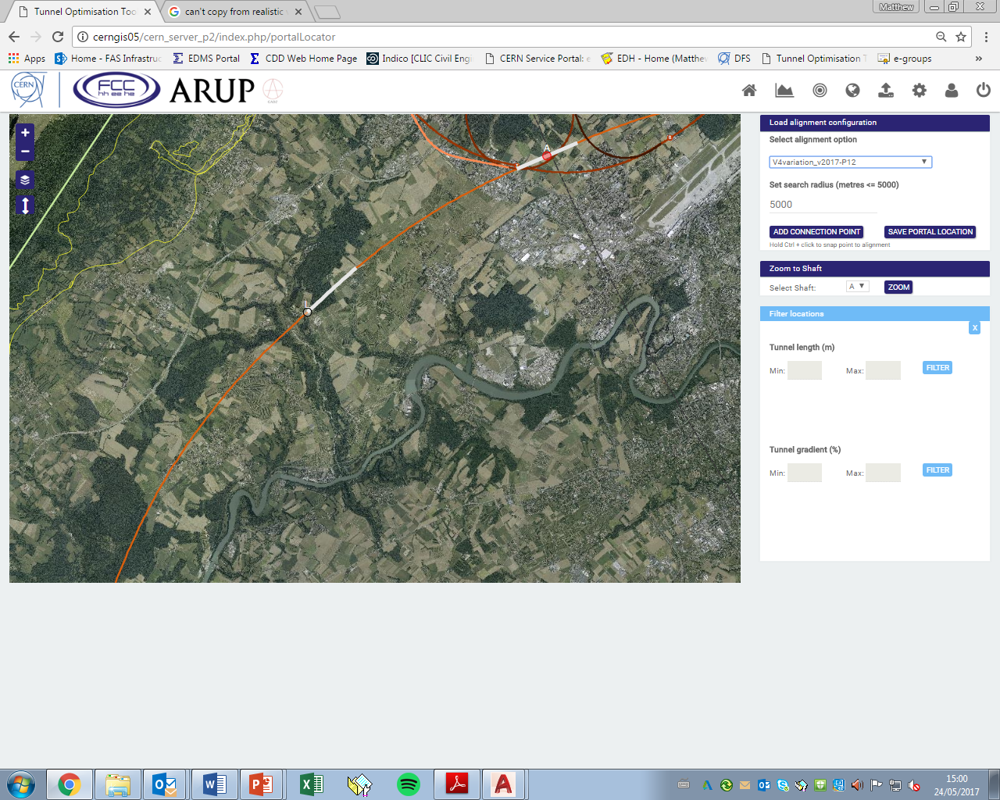 Tunnel Optimisation Too
can't copy from realistic
Matthew
cerngis05/cern_server_p2/index.php/portalLocator
Apps
Home - FAS Infrastruc
EDMS Portal
CDD Web Home Page
Indico [CLIC Civil Engi
CERN Service Portal: e
EDH - Home (Matthew
DFS
Tunnel Optimisation T
e-groups
»
CERN
FCC
hh ee he
ARUP
Load alignment configuration
Select alignment option
V4variation_v2017-P12
Set search radius (metres <= 5000)
5000
ADD CONNECTION POINT
SAVE PORTAL LOCATION
Hold Ctrl + click to snap point to alignment
Zoom to Shaft
Select Shaft:
A
ZOOM
Filter locations
x
Tunnel length (m)
Min:
Max:
FILTER
Tunnel gradient (%)
Min:
Max:
FILTER
+
−
A
B
L
15:00
24/05/2017